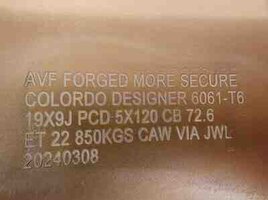 AVF FORGED MORE SECURE
COLORDO DESIGNER 6061-T6
19X9J PCD 5X120 CB 72.6
ET 22 850KGS CAW VIA JWL
20240308